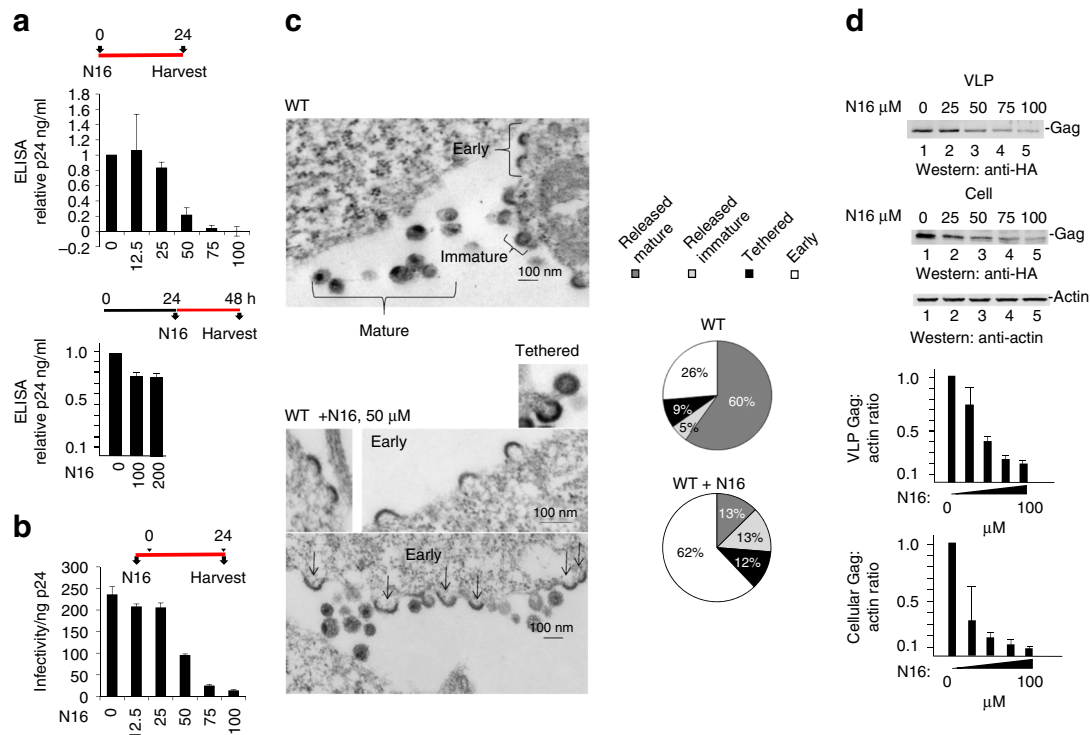 a
0 24
N16 Harvest
ELISA
relative p24 ng/ml
1.8
1.6
1.4
1.2
1
0.8
0.6
0.4
0.2
0
−0.2
0 12.5 25 50 75 100
0 24 48 h
N16 Harvest
ELISA
relative p24 ng/ml
1.0
0.5
0.1
N16 0 100 200
b
0 24
N16 Harvest
Infectivity/ng p24
300
250
200
150
100
50
0
N16 0 12.5 25 50 75 100
c
WT
Early
Immature
100 nm
Mature
Tethered
WT +N16, 50 μM
Early
100 nm
Early
100 nm
Released
mature
Released
immature
Tethered
Early
WT
26%
60%
9%
5%
WT + N16
13%
62%
13%
12%
d
VLP
N16 μM 0 25 50 75 100
-Gag
1 2 3 4 5
Western: anti-HA
Cell
N16 μM 0 25 50 75 100
-Gag
1 2 3 4 5
Western: anti-HA
-Actin
1 2 3 4 5
Western: anti-actin
VLP Gag:
actin ratio
1.0
0.5
0.1
N16:
0 100
μM
Cellular Gag:
actin ratio
1.0
0.5
0.1
N16:
0 100
μM